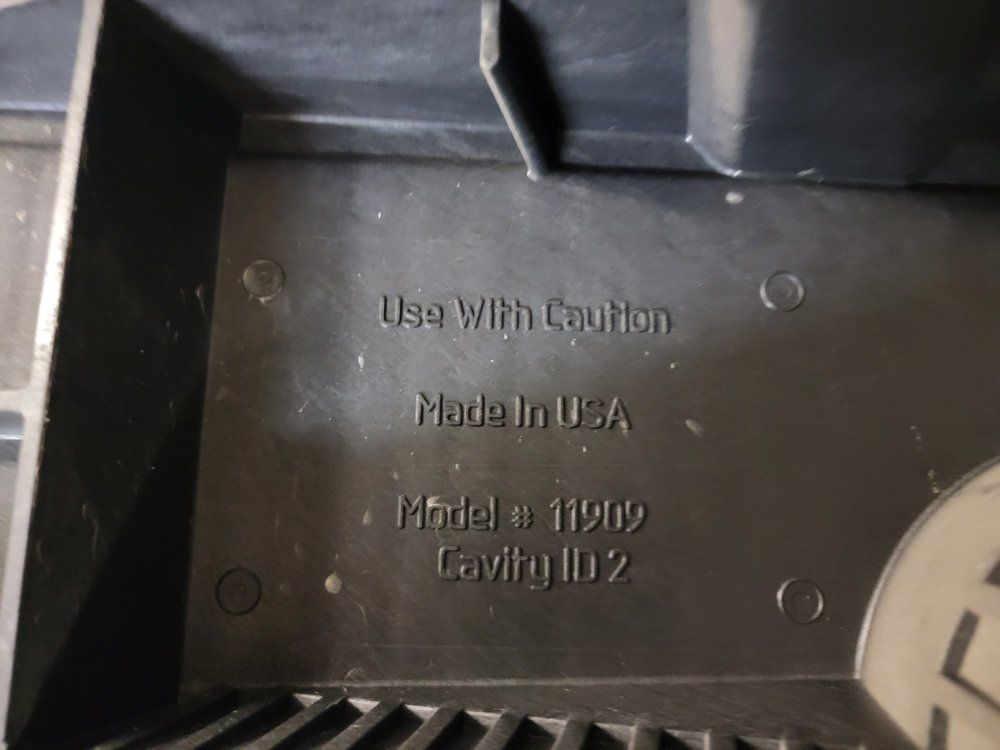 Use With Caution
Made In USA
Model # 11909
Cavity ID 2